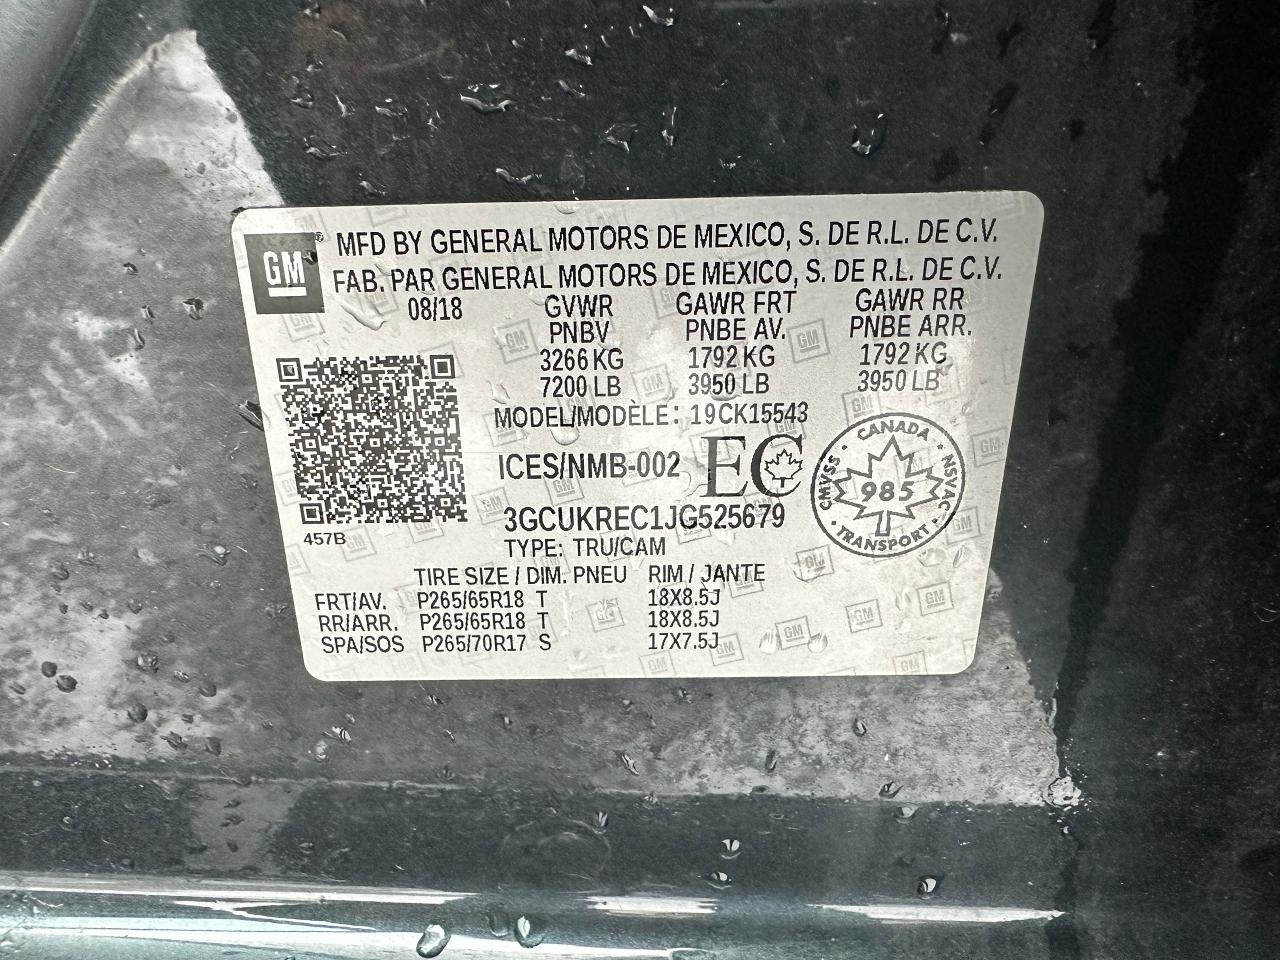 GM®
MFD BY GENERAL MOTORS DE MEXICO, S. DE R.L. DE C.V.
FAB. PAR GENERAL MOTORS DE MEXICO, S. DE R.L. DE C.V.
08/18 GVWR GAWR FRT GAWR RR
PNBV PNBE AV. PNBE ARR.
3266 KG 1792 KG 1792 KG
7200 LB 3950 LB 3950 LB
MODEL/MODÈLE: 19CK15543
ICES/NMB-002 EC
CANADA
CMVSS 985 NSVAC
· TRANSPORT ·
3GCUKREC1JG525679
457B
TYPE: TRU/CAM
TIRE SIZE / DIM. PNEU RIM / JANTE
FRT/AV. P265/65R18 T 18X8.5J
RR/ARR. P265/65R18 T 18X8.5J
SPA/SOS P265/70R17 S 17X7.5J